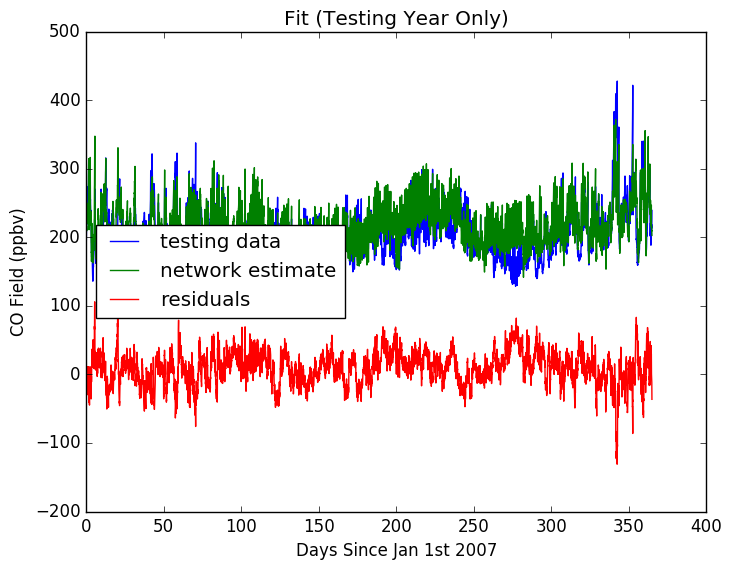 Fit (Testing Year Only)
500
400
300
200
100
0
−100
−200
CO Field (ppbv)
testing data
network estimate
residuals
0 50 100 150 200 250 300 350 400
Days Since Jan 1st 2007